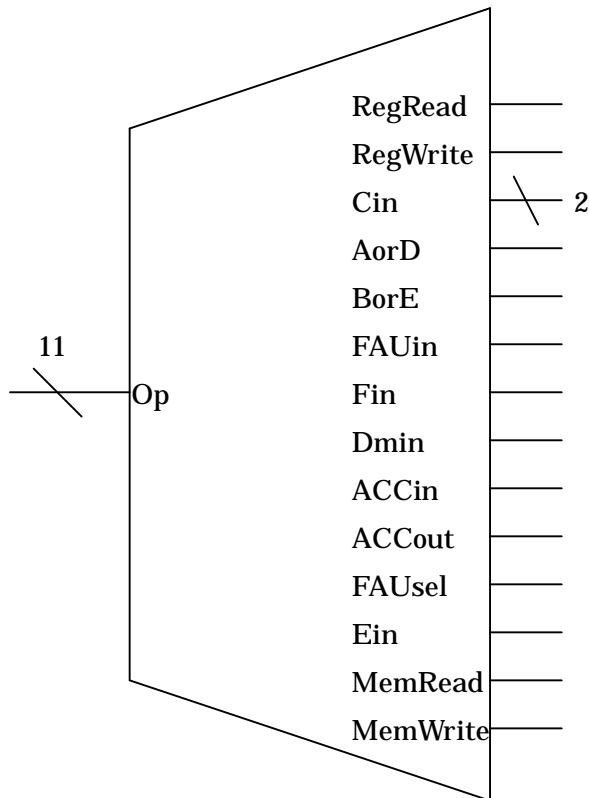 RegRead
RegWrite
Cin 2
AorD
BorE
11
FAUin
Op
Fin
Dmin
ACCin
ACCout
FAUsel
Ein
MemRead
MemWrite